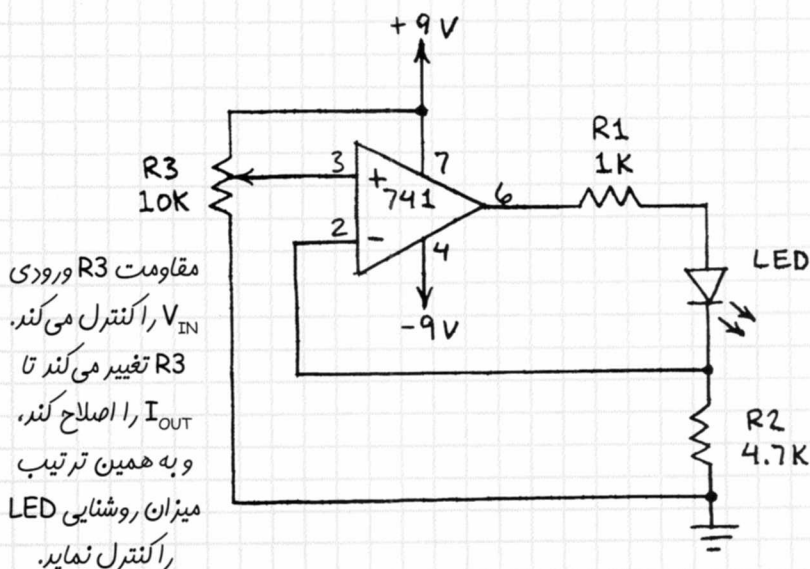 +9V
R3
10K
3
+
7
741
6
2
-
4
-9V
R1
1K
LED
R2
4.7K
مقاومت R3 ورودی
V_IN را کنترل می‌کند.
R3 تغییر می‌کند تا
I_OUT را اصلاح کند،
و به همین ترتیب
میزان روشنایی LED
را کنترل نماید.